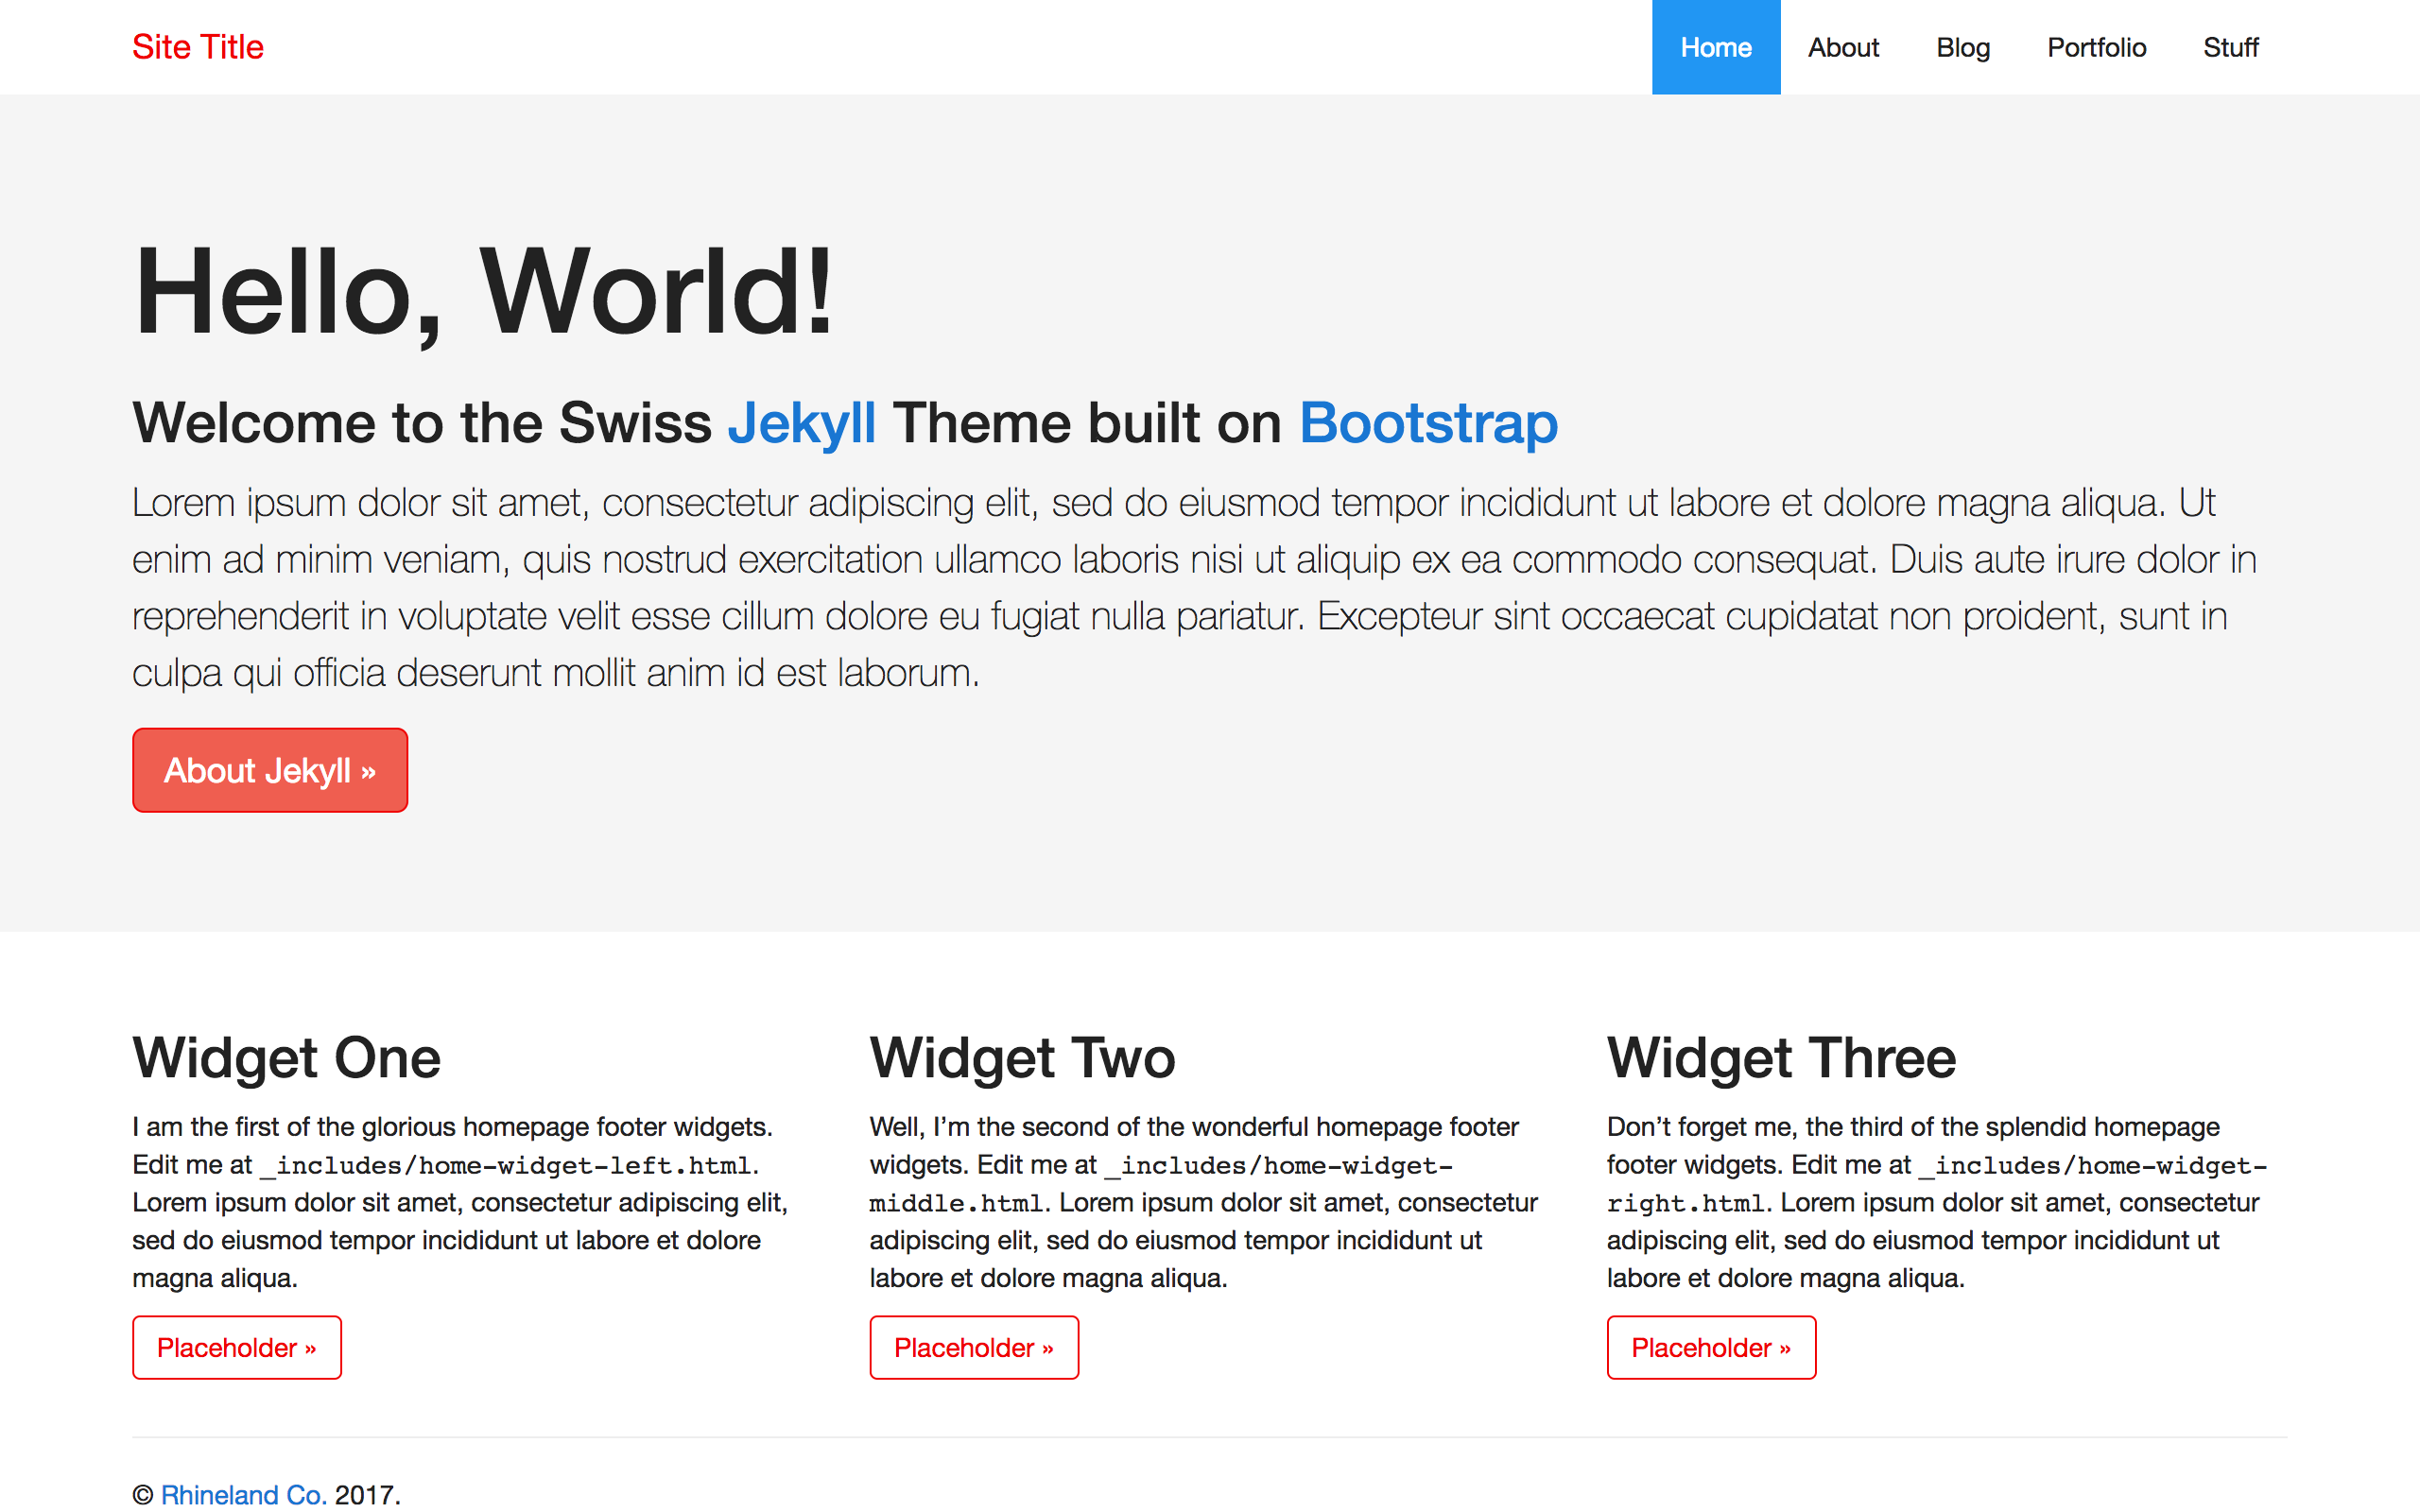 Site Title
Home About Blog Portfolio Stuff
Hello, World!
Welcome to the Swiss Jekyll Theme built on Bootstrap
Lorem ipsum dolor sit amet, consectetur adipiscing elit, sed do eiusmod tempor incididunt ut labore et dolore magna aliqua. Ut
enim ad minim veniam, quis nostrud exercitation ullamco laboris nisi ut aliquip ex ea commodo consequat. Duis aute irure dolor in
reprehenderit in voluptate velit esse cillum dolore eu fugiat nulla pariatur. Excepteur sint occaecat cupidatat non proident, sunt in
culpa qui officia deserunt mollit anim id est laborum.
About Jekyll »
Widget One
I am the first of the glorious homepage footer widgets.
Edit me at _includes/home-widget-left.html.
Lorem ipsum dolor sit amet, consectetur adipiscing elit,
sed do eiusmod tempor incididunt ut labore et dolore
magna aliqua.
Placeholder »
Widget Two
Well, I’m the second of the wonderful homepage footer
widgets. Edit me at _includes/home-widget-
middle.html. Lorem ipsum dolor sit amet, consectetur
adipiscing elit, sed do eiusmod tempor incididunt ut
labore et dolore magna aliqua.
Placeholder »
Widget Three
Don’t forget me, the third of the splendid homepage
footer widgets. Edit me at _includes/home-widget-
right.html. Lorem ipsum dolor sit amet, consectetur
adipiscing elit, sed do eiusmod tempor incididunt ut
labore et dolore magna aliqua.
Placeholder »
© Rhineland Co. 2017.